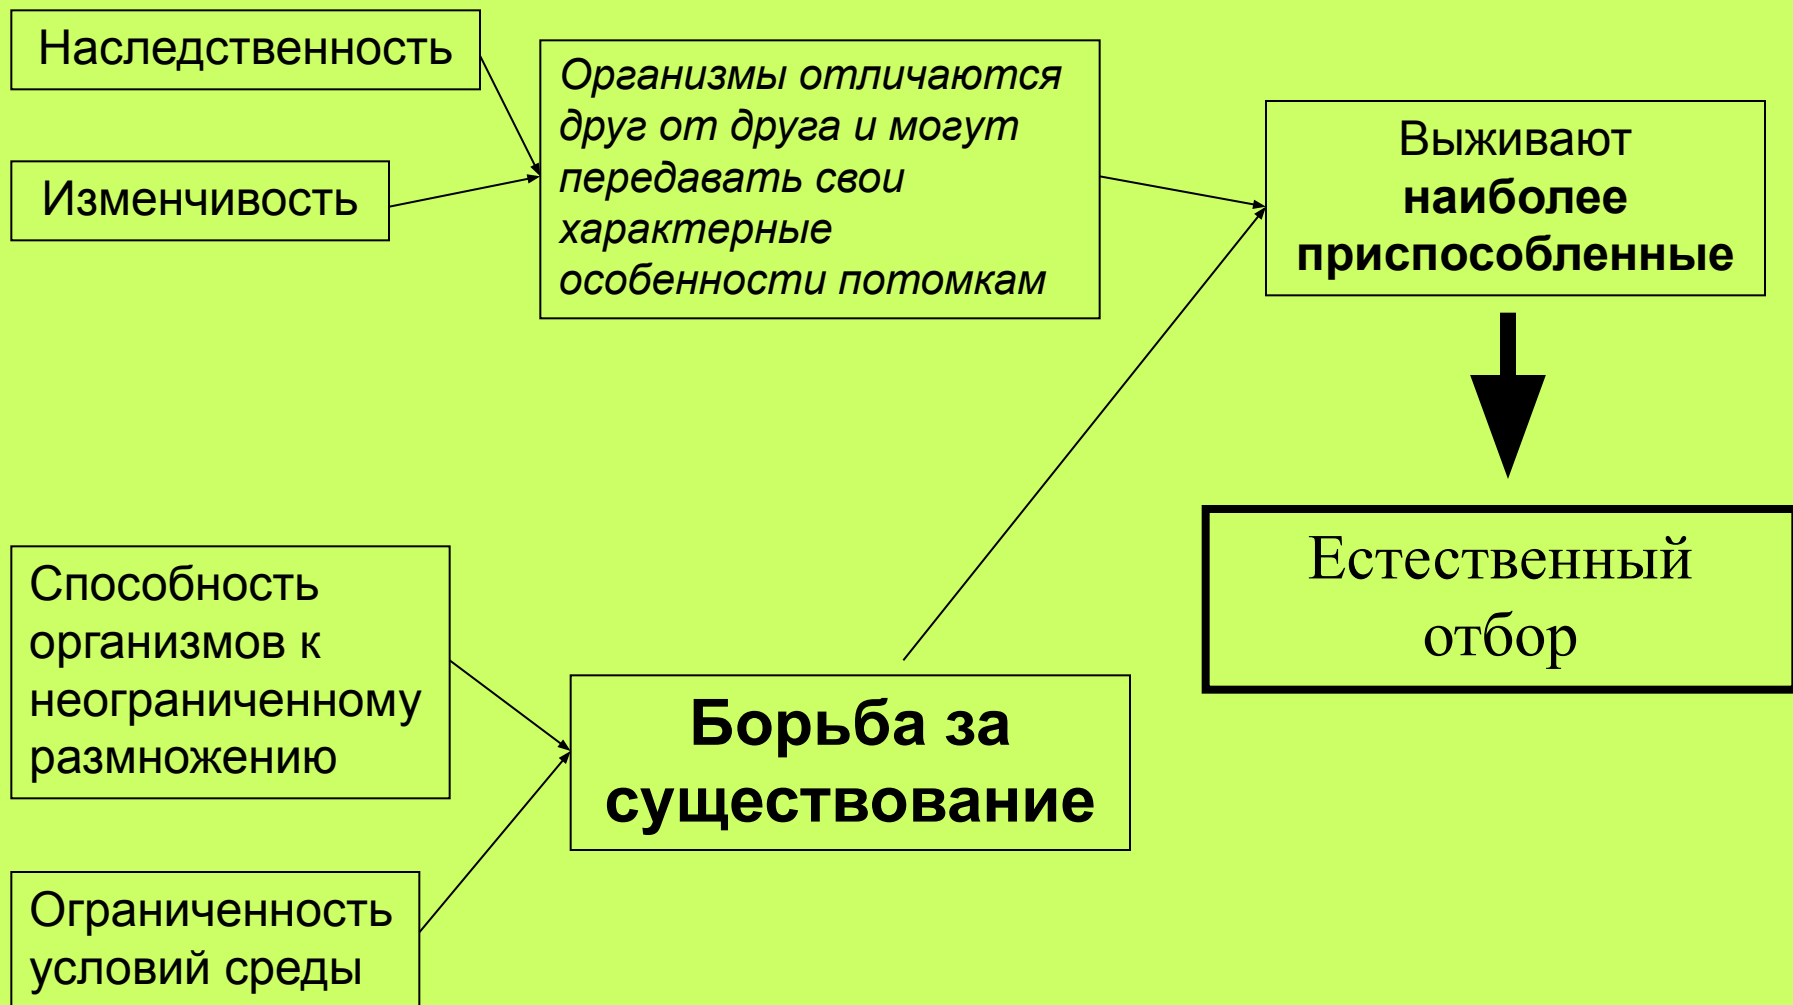 Наследственность
Изменчивость
Организмы отличаются
друг от друга и могут
передавать свои
характерные
особенности потомкам
Выживают
наиболее
приспособленные
Естественный
отбор
Способность
организмов к
неограниченному
размножению
Борьба за
существование
Ограниченность
условий среды